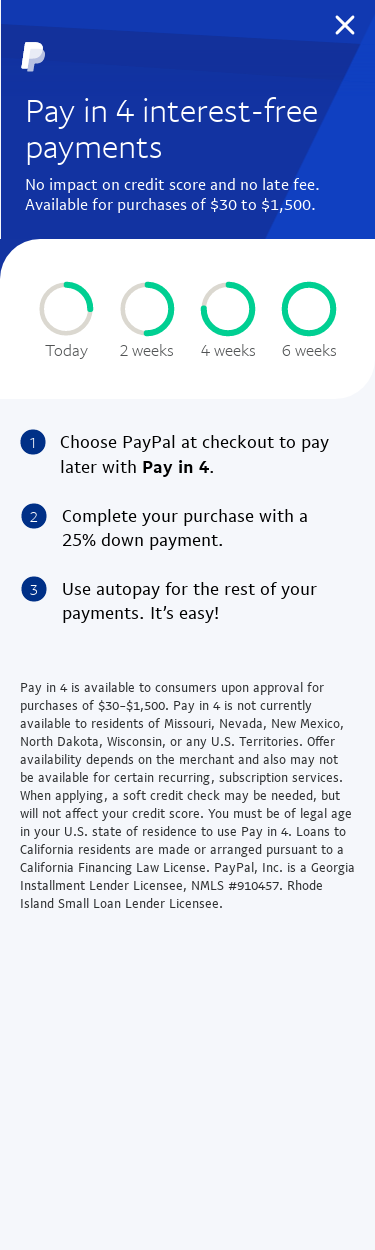 Pay in 4 interest-free
payments
No impact on credit score and no late fee.
Available for purchases of $30 to $1,500.
Today 2 weeks 4 weeks 6 weeks
1 Choose PayPal at checkout to pay
later with Pay in 4.
2 Complete your purchase with a
25% down payment.
3 Use autopay for the rest of your
payments. It’s easy!
Pay in 4 is available to consumers upon approval for
purchases of $30-$1,500. Pay in 4 is not currently
available to residents of Missouri, Nevada, New Mexico,
North Dakota, Wisconsin, or any U.S. Territories. Offer
availability depends on the merchant and also may not
be available for certain recurring, subscription services.
When applying, a soft credit check may be needed, but
will not affect your credit score. You must be of legal age
in your U.S. state of residence to use Pay in 4. Loans to
California residents are made or arranged pursuant to a
California Financing Law License. PayPal, Inc. is a Georgia
Installment Lender Licensee, NMLS #910457. Rhode
Island Small Loan Lender Licensee.